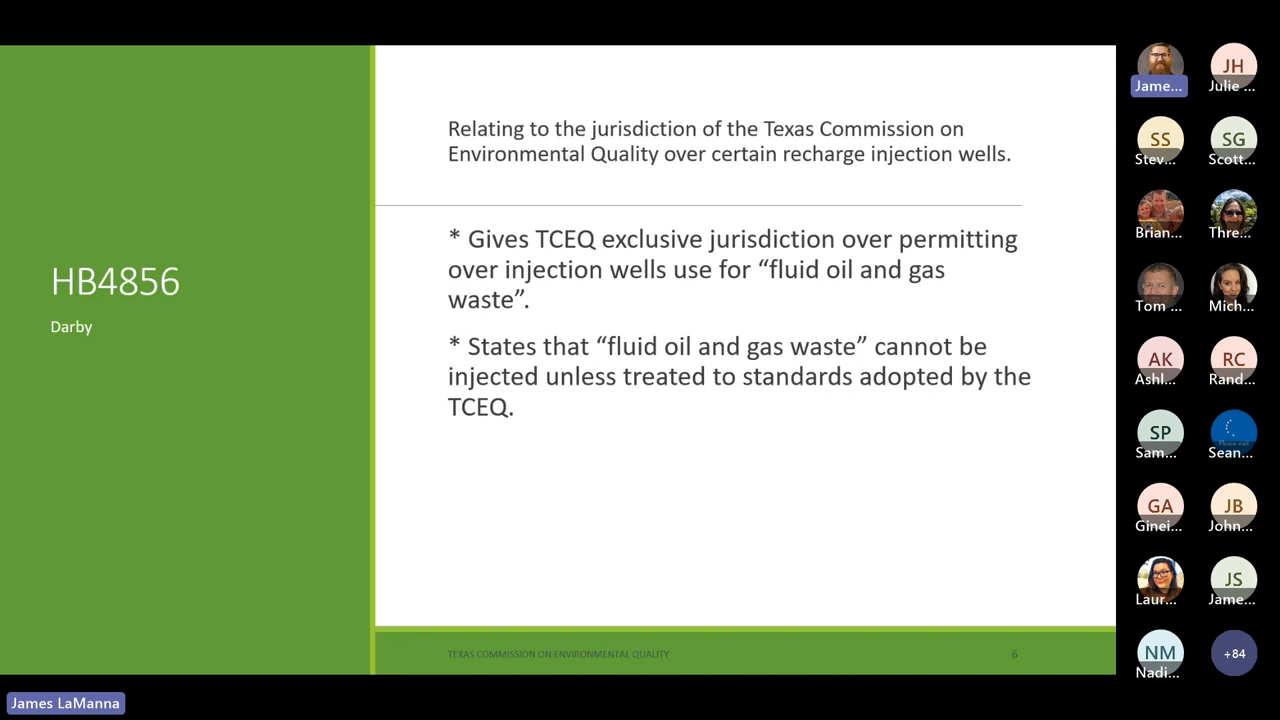 Relating to the jurisdiction of the Texas Commission on
Environmental Quality over certain recharge injection wells.
HB4856
Darby
* Gives TCEQ exclusive jurisdiction over permitting
over injection wells use for “fluid oil and gas
waste”.
* States that “fluid oil and gas waste” cannot be
injected unless treated to standards adopted by the
TCEQ.
TEXAS COMMISSION ON ENVIRONMENTAL QUALITY
6
Jame...
JH
Julie ...
SS
Stev...
SG
Scott...
Brian...
Thre...
Tom ...
Mich...
AK
Ashl...
RC
Rand...
SP
Sam...
Please wait
Sean...
GA
Ginei...
JB
John...
Laur...
JS
Jame...
NM
Nadi...
+84
James LaManna